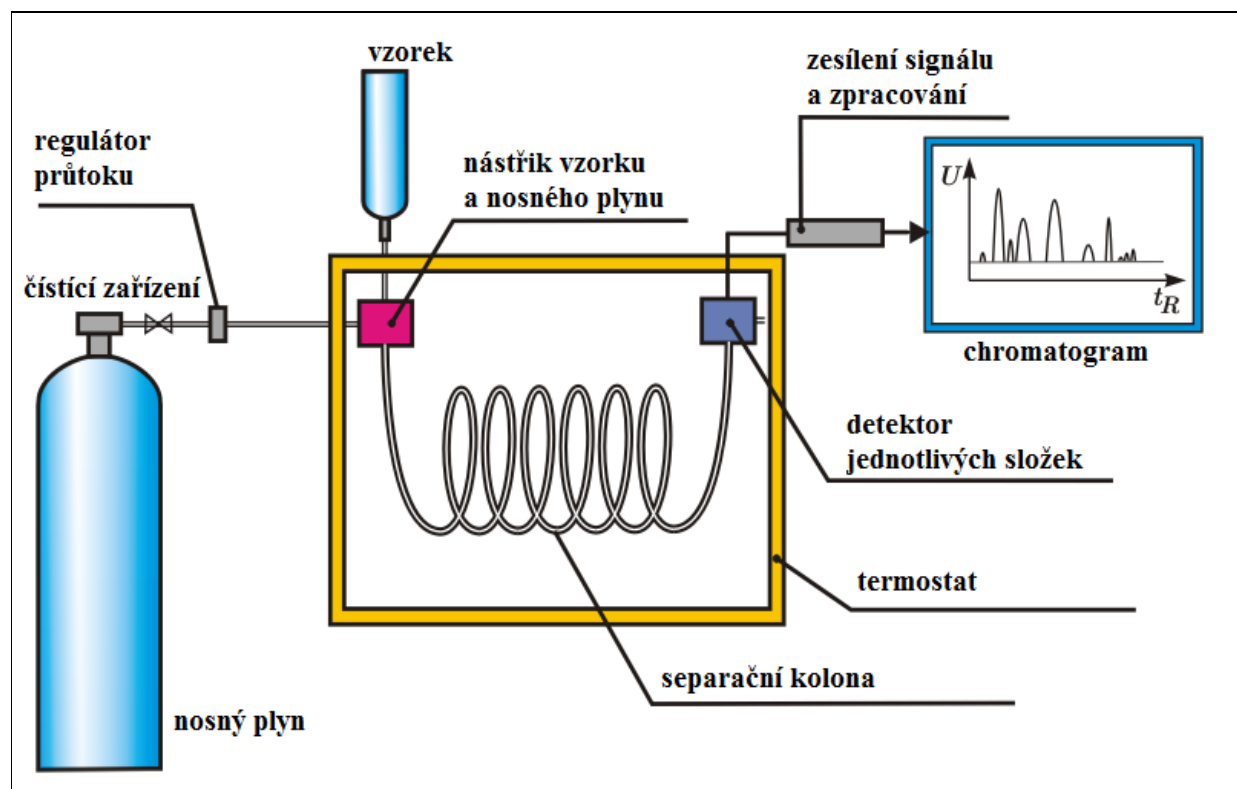 vzorek
zesílení signálu
a zpracování
regulátor
průtoku
nástřik vzorku
a nosného plynu
U
t_R
čístící zařízení
chromatogram
detektor
jednotlivých složek
termostat
separační kolona
nosný plyn